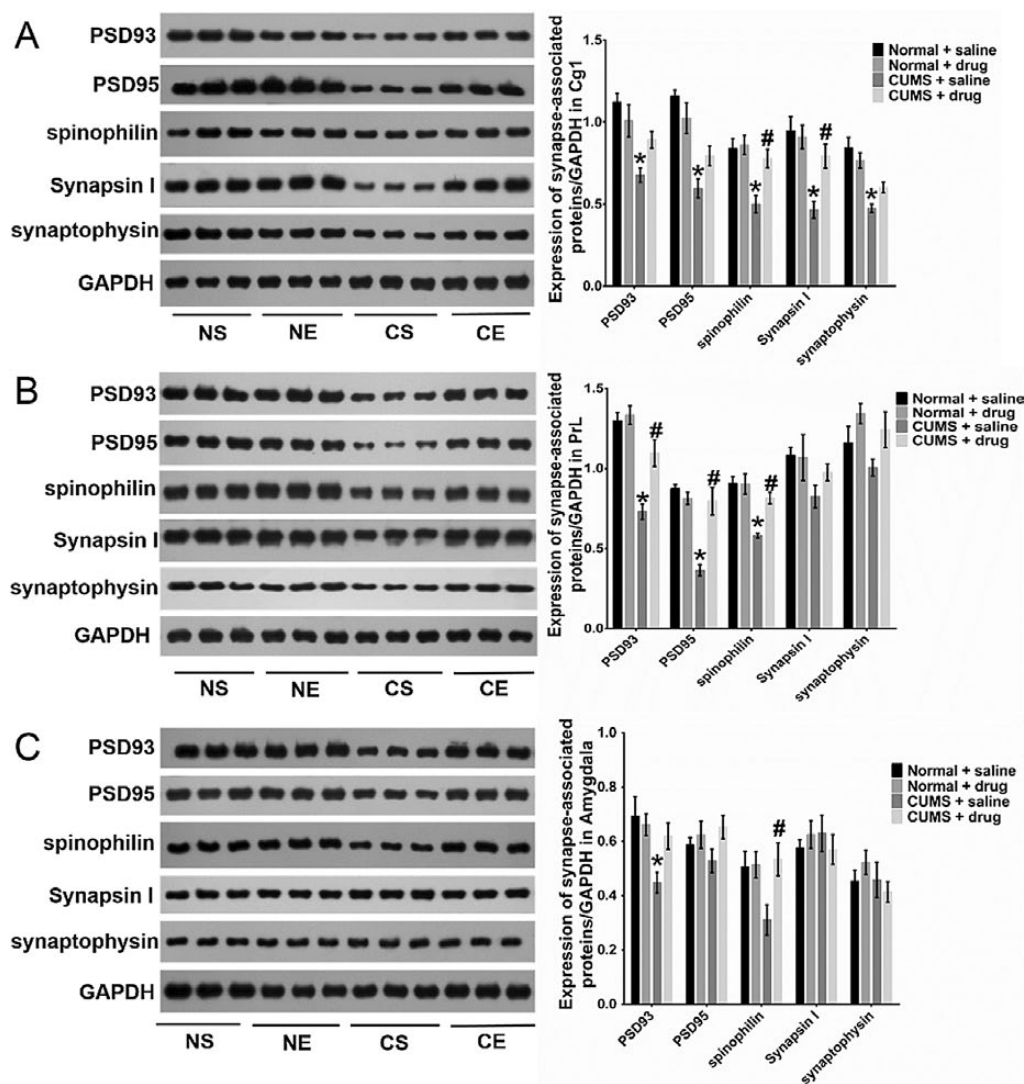 A
PSD93
PSD95
spinophilin
Synapsin I
synaptophysin
GAPDH
NS NE CS CE
Expression of synapse-associated
proteins/GAPDH in Cg1
1.5
1.0
0.5
0.0
Normal + saline
Normal + drug
CUMS + saline
CUMS + drug
* * # * # * *
PSD93 PSD95 spinophilin Synapsin I synaptophysin
B
PSD93
PSD95
spinophilin
Synapsin I
synaptophysin
GAPDH
NS NE CS CE
Expression of synapse-associated
proteins/GAPDH in PrL
1.5
1.0
0.5
0.0
Normal + saline
Normal + drug
CUMS + saline
CUMS + drug
* # * # * #
PSD93 PSD95 spinophilin Synapsin I synaptophysin
C
PSD93
PSD95
spinophilin
Synapsin I
synaptophysin
GAPDH
NS NE CS CE
Expression of synapse-associated
proteins/GAPDH in Amygdala
1.0
0.8
0.6
0.4
0.2
0.0
Normal + saline
Normal + drug
CUMS + saline
CUMS + drug
* #
PSD93 PSD95 spinophilin Synapsin I synaptophysin